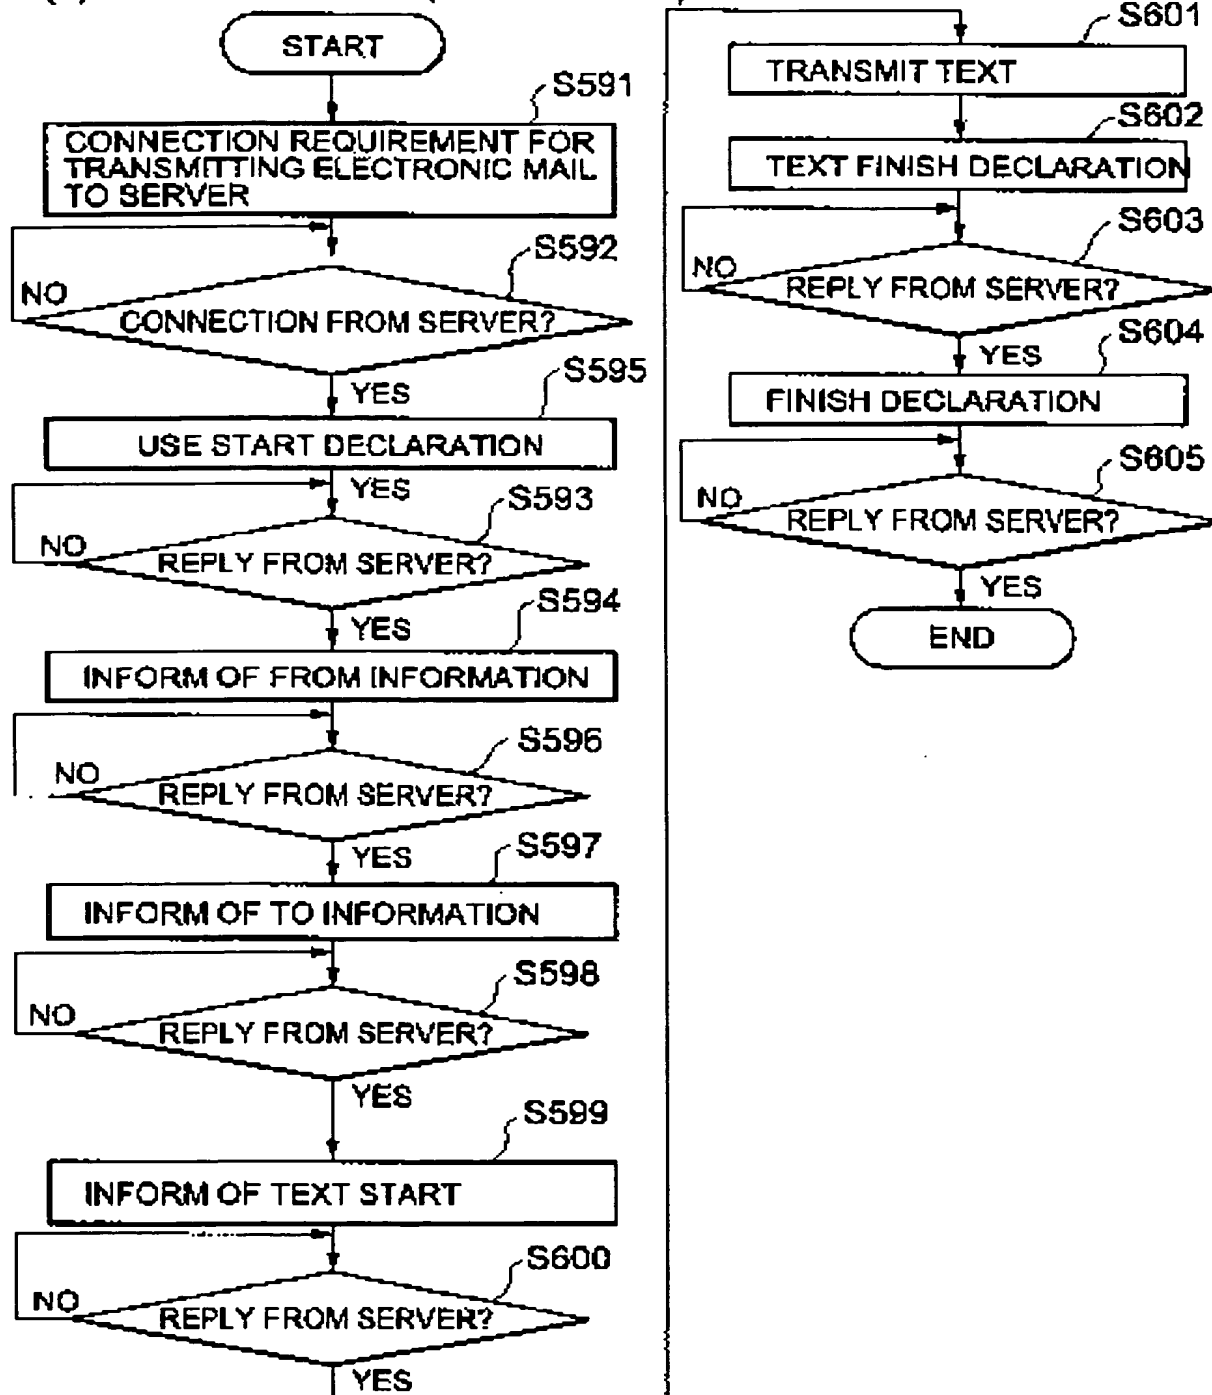 START
S591
CONNECTION REQUIREMENT FOR
TRANSMITTING ELECTRONIC MAIL
TO SERVER
S592
NO
CONNECTION FROM SERVER?
YES
S595
USE START DECLARATION
YES
S593
NO
REPLY FROM SERVER?
YES
S594
INFORM OF FROM INFORMATION
S596
NO
REPLY FROM SERVER?
YES
S597
INFORM OF TO INFORMATION
S598
NO
REPLY FROM SERVER?
YES
S599
INFORM OF TEXT START
S600
NO
REPLY FROM SERVER?
YES
S601
TRANSMIT TEXT
S602
TEXT FINISH DECLARATION
S603
NO
REPLY FROM SERVER?
YES
S604
FINISH DECLARATION
S605
NO
REPLY FROM SERVER?
YES
END